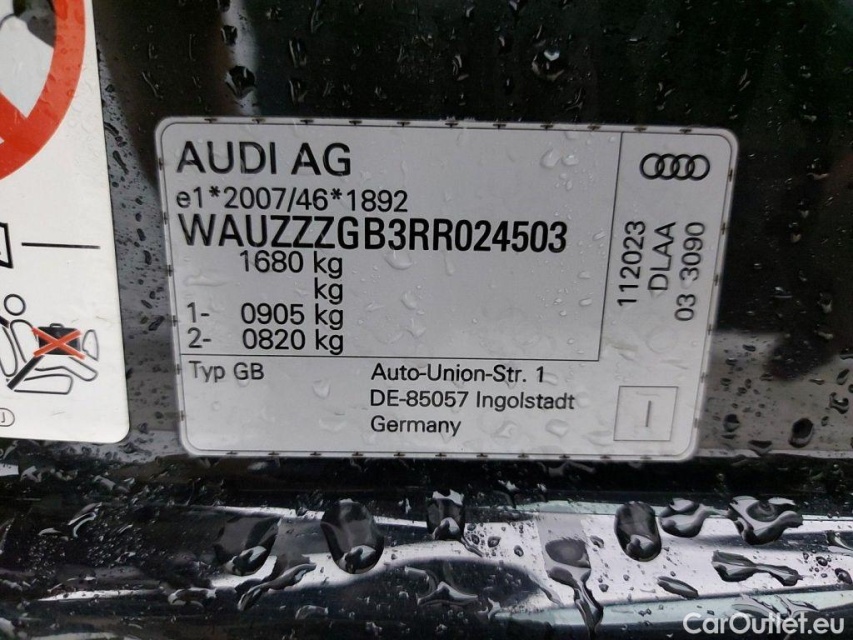 AUDI AG
e1*2007/46*1892
WAUZZZGB3RR024503
1680 kg
kg
1- 0905 kg
2- 0820 kg
Typ GB
Auto-Union-Str. 1
DE-85057 Ingolstadt
Germany
112023
DLAA
03 3090
I
CarOutlet.eu